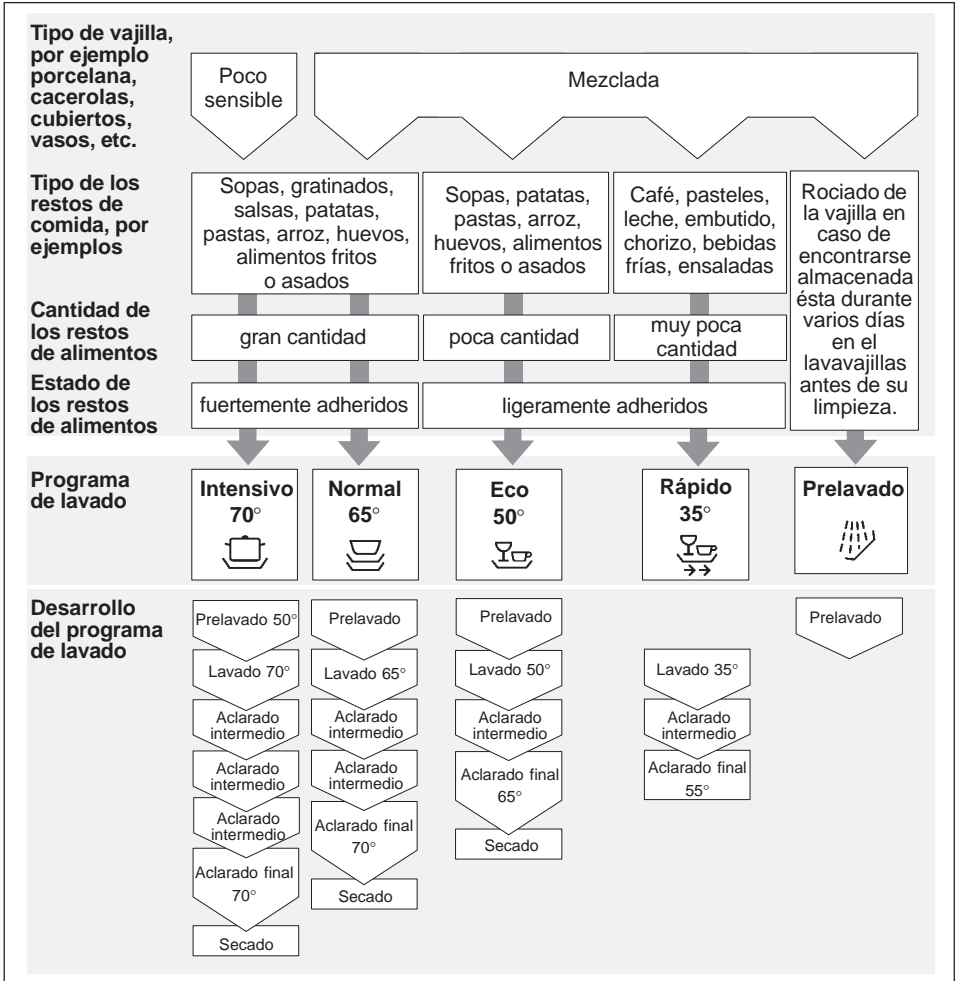 Tipo de vajilla,
por ejemplo
porcelana,
cacerolas,
cubiertos,
vasos, etc.
Poco
sensible
Mezclada
Tipo de los
restos de
comida, por
ejemplos
Sopas, gratinados,
salsas, patatas,
pastas, arroz, huevos,
alimentos fritos
o asados
Sopas, patatas,
pastas, arroz,
huevos, alimentos
fritos o asados
Café, pasteles,
leche, embutido,
chorizo, bebidas
frías, ensaladas
Rociado de
la vajilla en
caso de
encontrarse
almacenada
ésta durante
varios días
en el
lavavajillas
antes de su
limpieza.
Cantidad de
los restos
de alimentos
gran cantidad
poca cantidad
muy poca
cantidad
Estado de
los restos
de alimentos
fuertemente adheridos
ligeramente adheridos
Programa
de lavado
Intensivo
70°
Normal
65°
Eco
50°
Rápido
35°
Prelavado
Desarrollo
del programa
de lavado
Prelavado 50°
Lavado 70°
Aclarado
intermedio
Aclarado
intermedio
Aclarado
intermedio
Aclarado final
70°
Secado
Prelavado
Lavado 65°
Aclarado
intermedio
Aclarado
intermedio
Aclarado final
70°
Secado
Prelavado
Lavado 50°
Aclarado
intermedio
Aclarado final
65°
Secado
Lavado 35°
Aclarado
intermedio
Aclarado final
55°
Prelavado